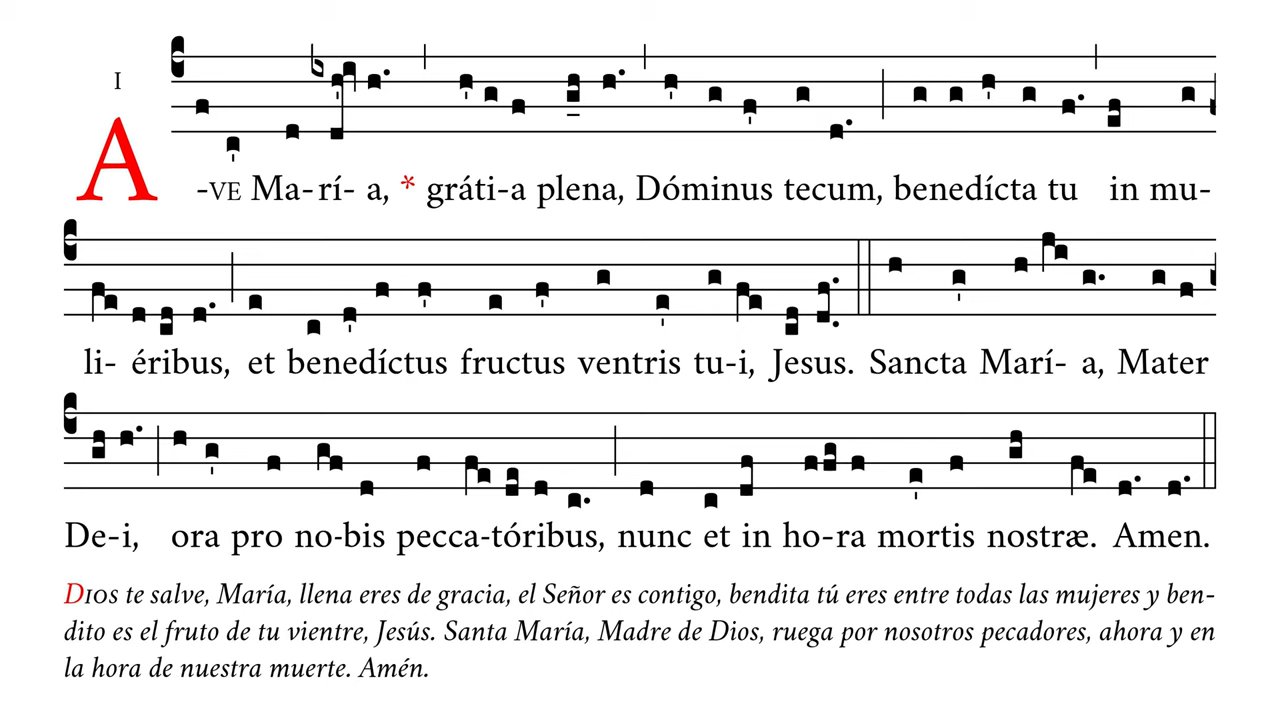 I
A-VE Ma-rí- a, * gráti-a plena, Dóminus tecum, benedícta tu in mu-
li- éribus, et benedíctus fructus ventris tu-i, Jesus. Sancta Marí- a, Mater
De-i, ora pro no-bis pecca-tóribus, nunc et in ho-ra mortis nostræ. Amen.
DIOS te salve, María, llena eres de gracia, el Señor es contigo, bendita tú eres entre todas las mujeres y ben-
dito es el fruto de tu vientre, Jesús. Santa María, Madre de Dios, ruega por nosotros pecadores, ahora y en
la hora de nuestra muerte. Amén.